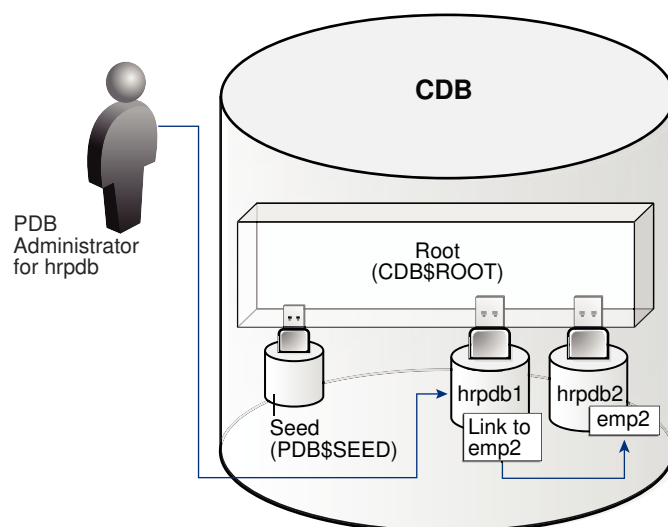 CDB
PDB
Administrator
for hrpdb
Root
(CDB$ROOT)
Seed
(PDB$SEED)
hrpdb1
Link to
emp2
hrpdb2
emp2